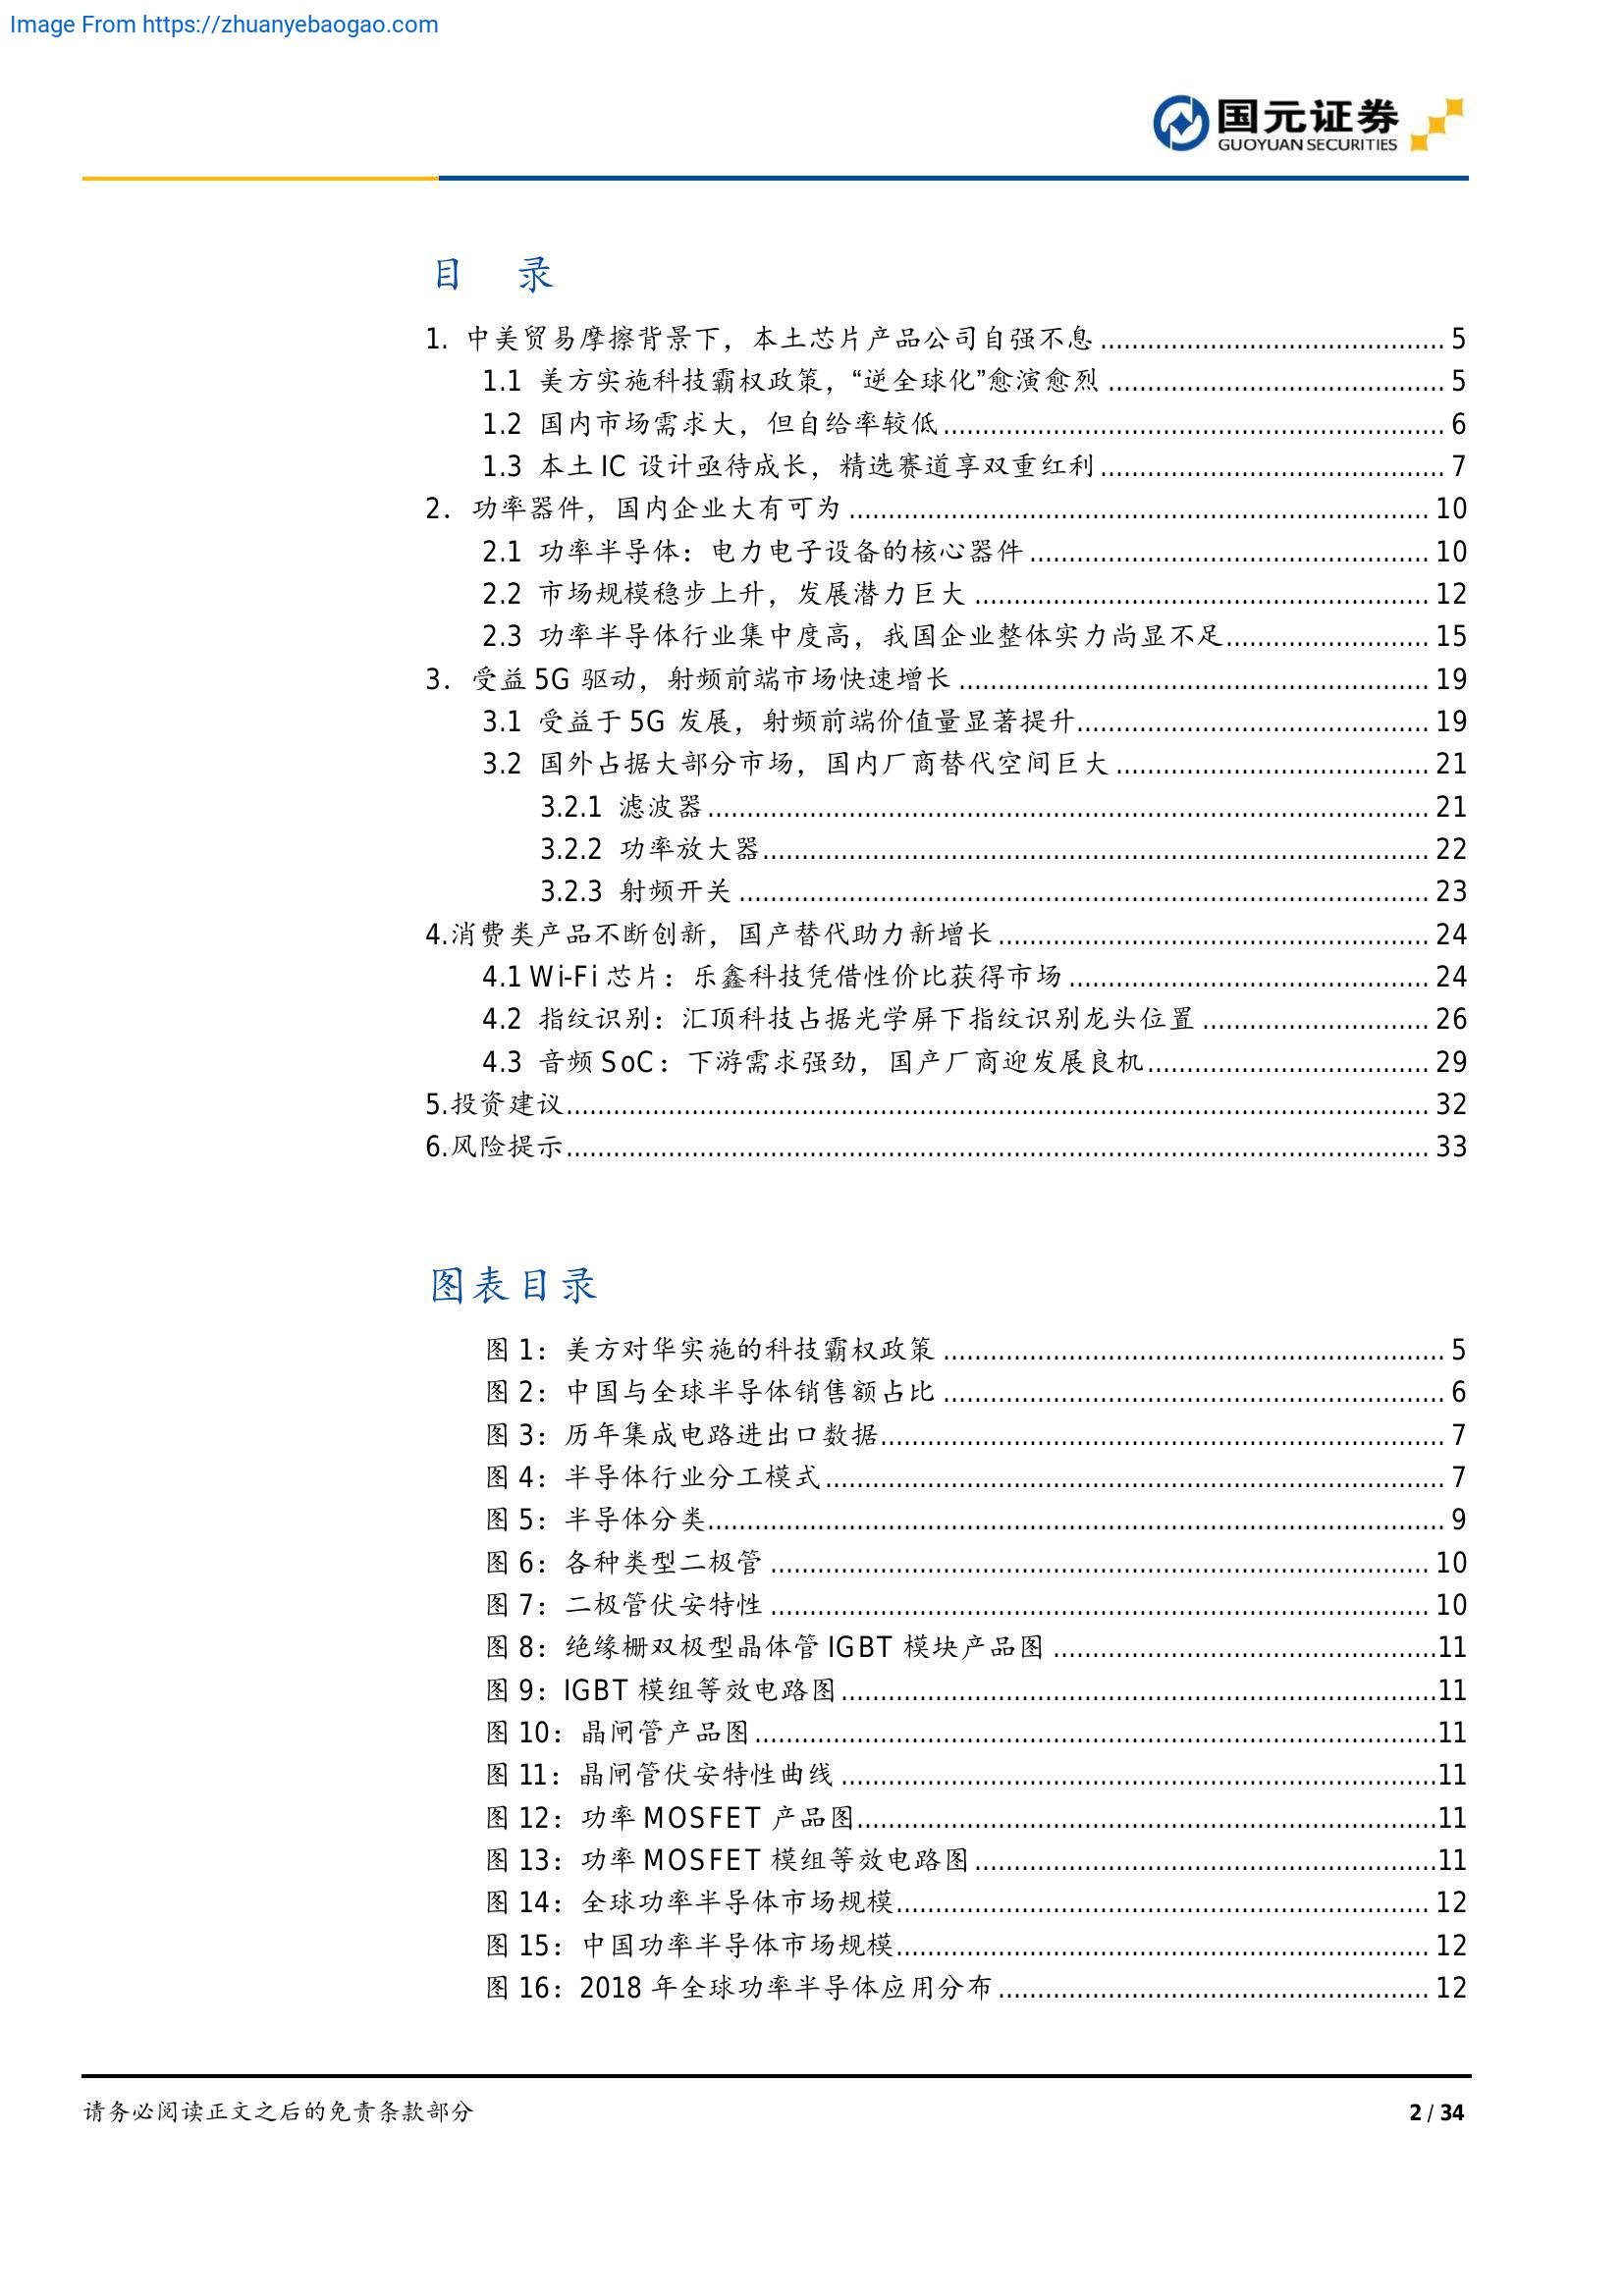 Image From https://zhuanyebaogao.com
国元证券
GUOYUAN SECURITIES
目 录
1. 中美贸易摩擦背景下，本土芯片产品公司自强不息 5
1.1 美方实施科技霸权政策，“逆全球化”愈演愈烈 5
1.2 国内市场需求大，但自给率较低 6
1.3 本土 IC 设计亟待成长，精选赛道享双重红利 7
2. 功率器件，国内企业大有可为 10
2.1 功率半导体：电力电子设备的核心器件 10
2.2 市场规模稳步上升，发展潜力巨大 12
2.3 功率半导体行业集中度高，我国企业整体实力尚显不足 15
3. 受益 5G 驱动，射频前端市场快速增长 19
3.1 受益于 5G 发展，射频前端价值量显著提升 19
3.2 国外占据大部分市场，国内厂商替代空间巨大 21
3.2.1 滤波器 21
3.2.2 功率放大器 22
3.2.3 射频开关 23
4.消费类产品不断创新，国产替代助力新增长 24
4.1 Wi-Fi 芯片：乐鑫科技凭借性价比获得市场 24
4.2 指纹识别：汇顶科技占据光学屏下指纹识别龙头位置 26
4.3 音频 SoC：下游需求强劲，国产厂商迎发展良机 29
5.投资建议 32
6.风险提示 33
图表目录
图 1：美方对华实施的科技霸权政策 5
图 2：中国与全球半导体销售额占比 6
图 3：历年集成电路进出口数据 7
图 4：半导体行业分工模式 7
图 5：半导体分类 9
图 6：各种类型二极管 10
图 7：二极管伏安特性 10
图 8：绝缘栅双极型晶体管 IGBT 模块产品图 11
图 9：IGBT 模组等效电路图 11
图 10：晶闸管产品图 11
图 11：晶闸管伏安特性曲线 11
图 12：功率 MOSFET 产品图 11
图 13：功率 MOSFET 模组等效电路图 11
图 14：全球功率半导体市场规模 12
图 15：中国功率半导体市场规模 12
图 16：2018 年全球功率半导体应用分布 12
请务必阅读正文之后的免责条款部分
2 / 34